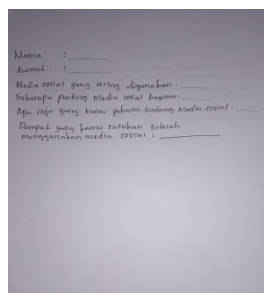 Nama : ______
Alamat : ______
Media sosial yang sering digunakan : ______
Seberapa penting Media sosial bagimu : ______
Apa saja yang kamu pahami tentang Media sosial : ______
Dampak yang kamu rasakan setelah
menggunakan media sosial : ______